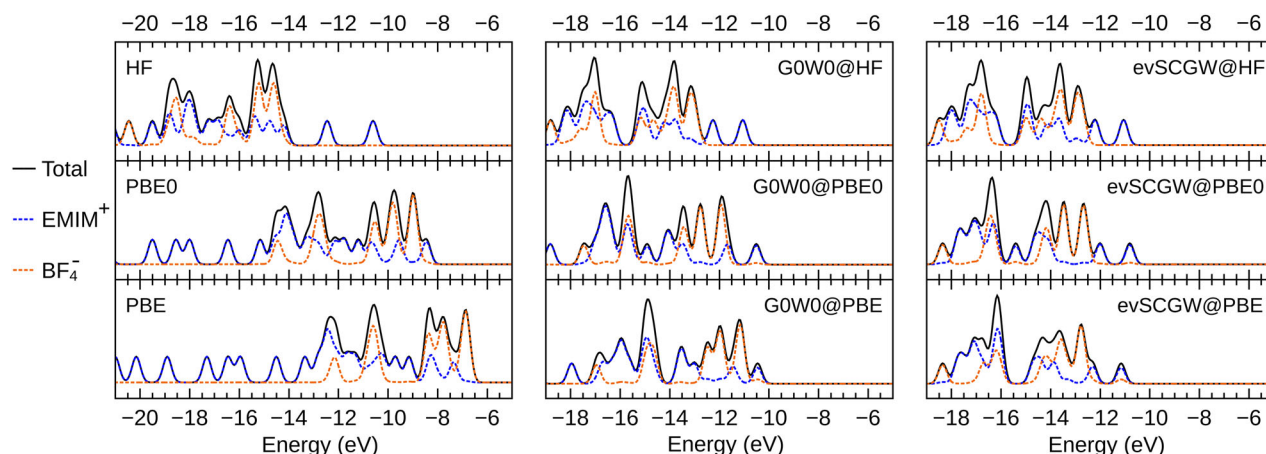 −20 −18 −16 −14 −12 −10 −8 −6
−18 −16 −14 −12 −10 −8 −6
−18 −16 −14 −12 −10 −8 −6
HF
G0W0@HF
evSCGW@HF
Total
EMIM+
BF4−
PBE0
G0W0@PBE0
evSCGW@PBE0
PBE
G0W0@PBE
evSCGW@PBE
−20 −18 −16 −14 −12 −10 −8 −6
−18 −16 −14 −12 −10 −8 −6
−18 −16 −14 −12 −10 −8 −6
Energy (eV)
Energy (eV)
Energy (eV)